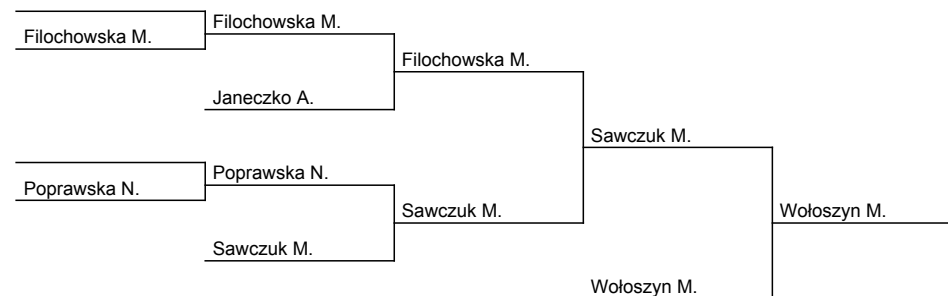 Filochowska M.
Filochowska M.
Filochowska M.
Janeczko A.
Sawczuk M.
Poprawska N.
Poprawska N.
Sawczuk M.
Wołoszyn M.
Sawczuk M.
Wołoszyn M.